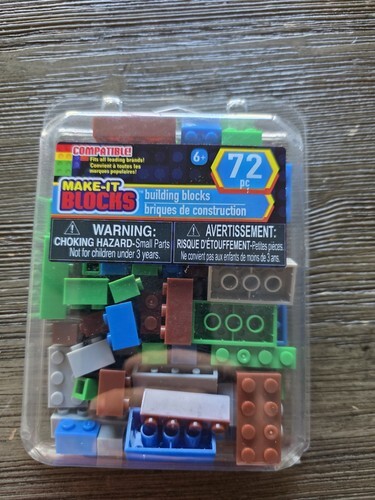 COMPATIBLE!
Fits all leading brands!
Convient à toutes les
marques populaires!
6+
72
pc
MAKE-IT
BLOCKS
building blocks
briques de construction
WARNING:
CHOKING HAZARD-Small Parts
Not for children under 3 years.
AVERTISSEMENT:
RISQUE D'ÉTOUFFEMENT-Petites pièces.
Ne convient pas aux enfants de moins de 3 ans.